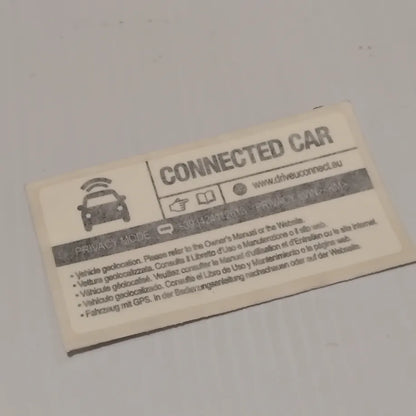 CONNECTED CAR
www.driveuconnect.eu
PRIVACY MODE PRIVACY
• Vehicle geolocation. Please refer to the Owner's Manual or the Website.
• Vettura geolocalizzata. Consulta il Libretto d'Uso e Manutenzione o il sito web.
• Véhicule géolocalisé. Veuillez consulter le Manuel d'utilisation et d'Entretien ou le site Internet.
• Vehículo geolocalizado. Consulte el Libro de Uso y Mantenimiento o la página web.
• Fahrzeug mit GPS. In der Bedienungsanleitung nachschauen oder auf der Webseite.